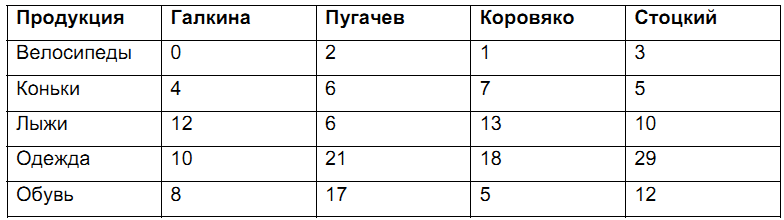 Продукция Галкина Пугачев Коровяко Стоцкий
Велосипеды 0 2 1 3
Коньки 4 6 7 5
Лыжи 12 6 13 10
Одежда 10 21 18 29
Обувь 8 17 5 12